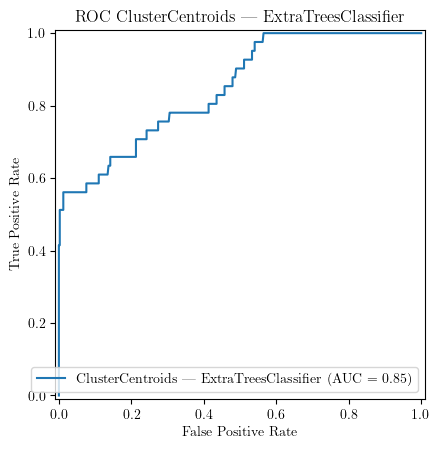 ROC ClusterCentroids — ExtraTreesClassifier
1.0
0.8
0.6
0.4
0.2
0.0
True Positive Rate
ClusterCentroids — ExtraTreesClassifier (AUC = 0.85)
0.0 0.2 0.4 0.6 0.8 1.0
False Positive Rate